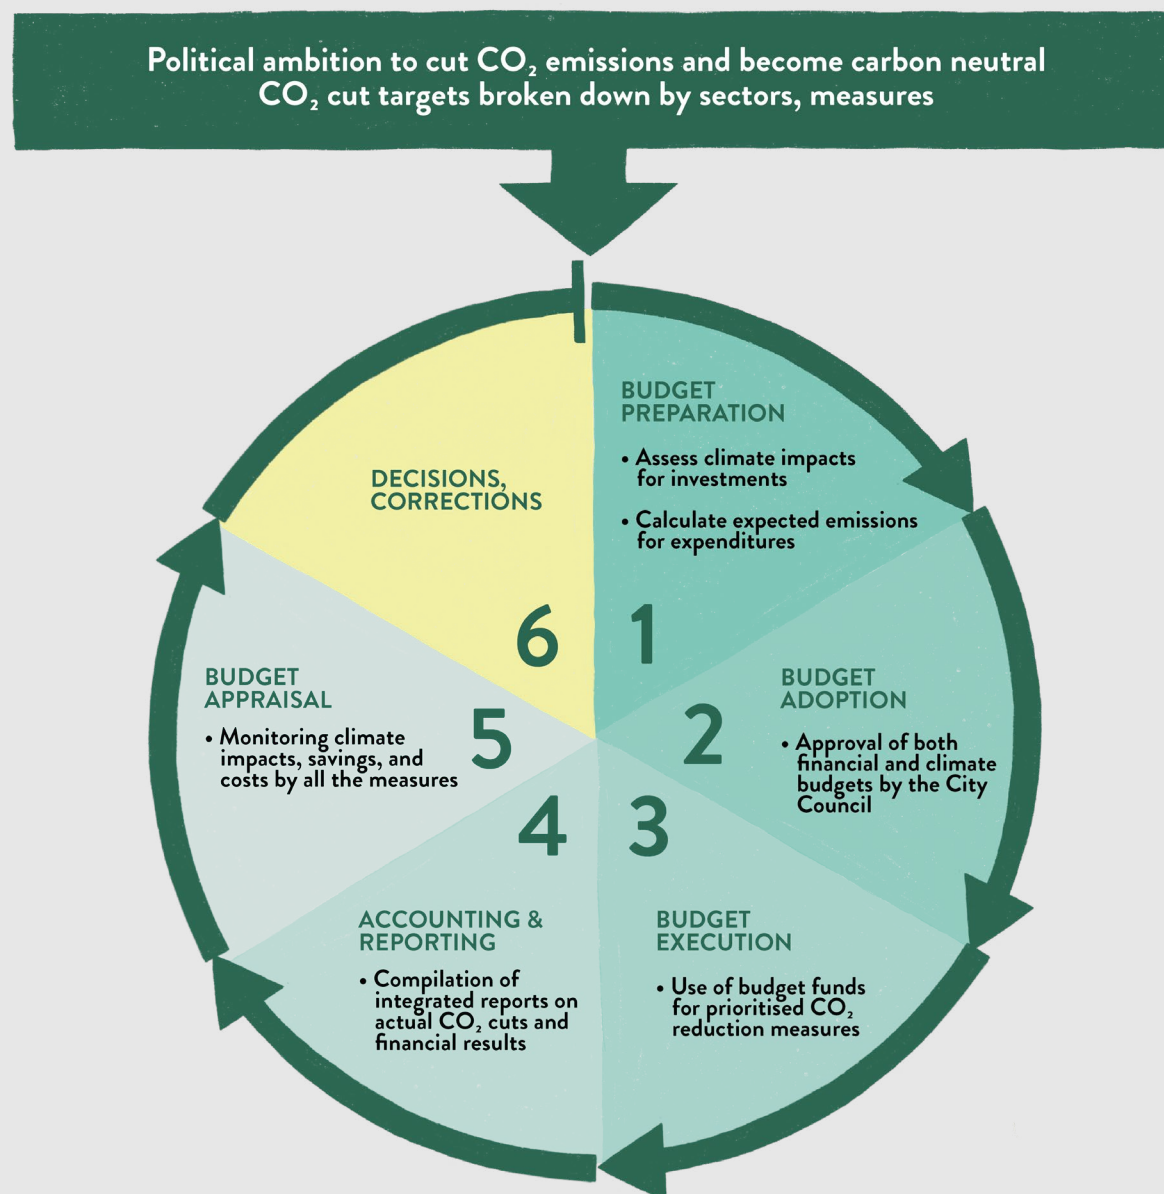 Political ambition to cut CO₂ emissions and become carbon neutral
CO₂ cut targets broken down by sectors, measures
BUDGET
PREPARATION
• Assess climate impacts
for investments
• Calculate expected emissions
for expenditures
1
BUDGET
ADOPTION
• Approval of both
financial and climate
budgets by the City
Council
2
BUDGET
EXECUTION
• Use of budget funds
for prioritised CO₂
reduction measures
3
ACCOUNTING &
REPORTING
• Compilation of
integrated reports on
actual CO₂ cuts and
financial results
4
BUDGET
APPRAISAL
• Monitoring climate
impacts, savings, and
costs by all the measures
5
DECISIONS,
CORRECTIONS
6